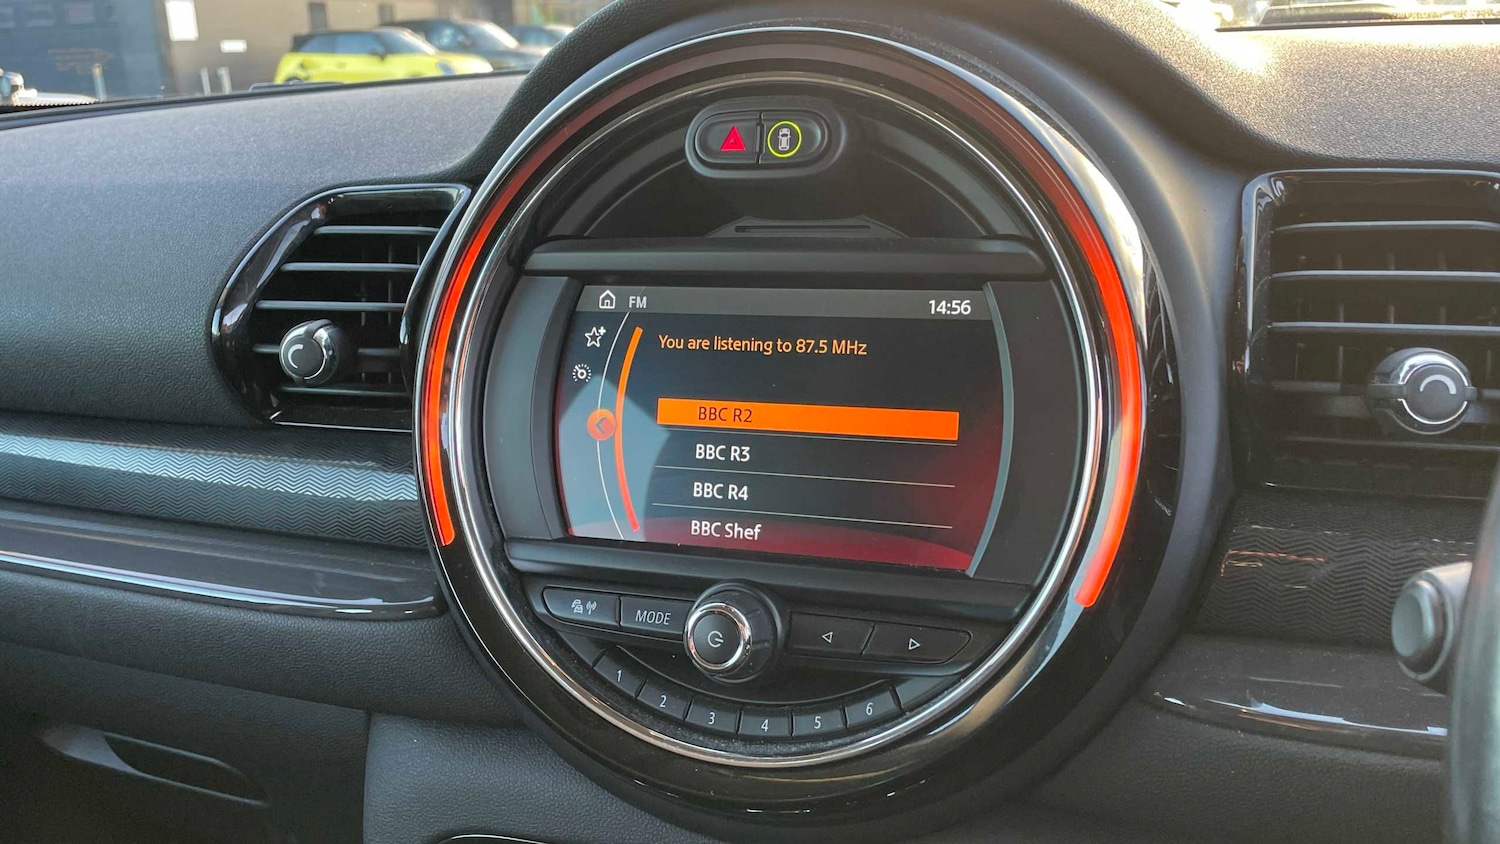 FM
14:56
You are listening to 87.5 MHz
BBC R2
BBC R3
BBC R4
BBC Shef
MODE
1
2
3
4
5
6